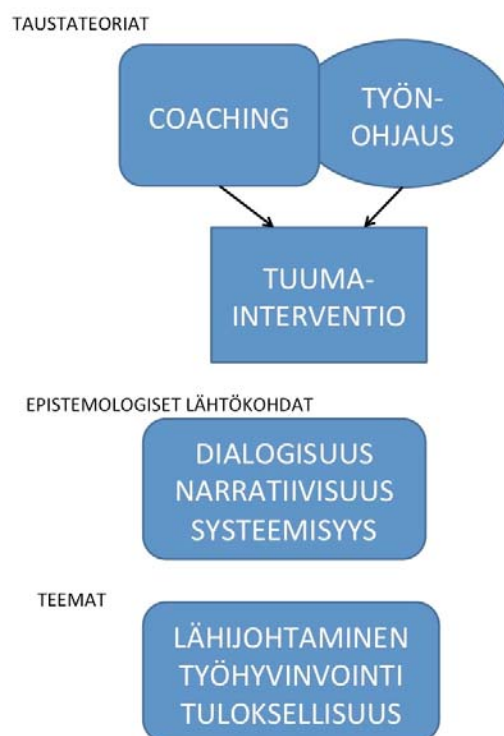 TAUSTATEORIAT
COACHING
TYÖN-
OHJAUS
TUUMA-
INTERVENTIO
EPISTEMOLOGISET LÄHTÖKOHDAT
DIALOGISUUS
NARRATIIVISUUS
SYSTEEMISYYS
TEEMAT
LÄHIJOHTAMINEN
TYÖHYVINVOINTI
TULOKSELLISUUS